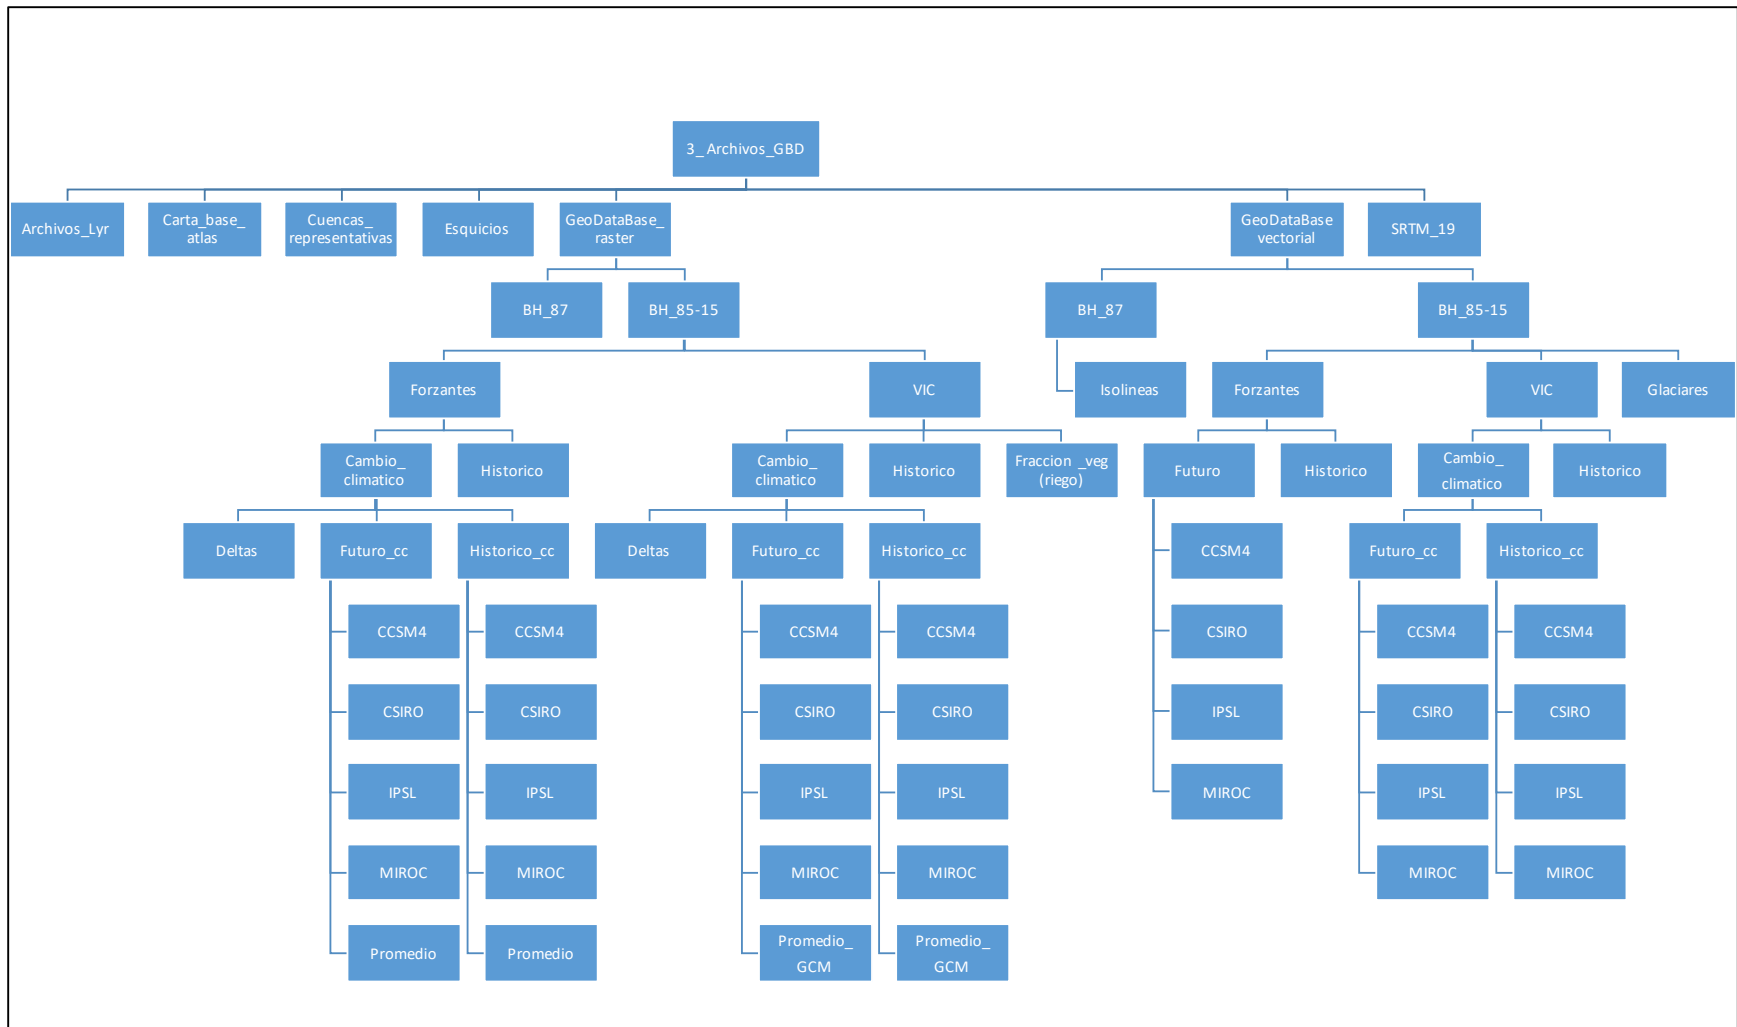 3_ Archivos_GBD
Archivos_Lyr
Carta_base_
atlas
Cuencas_
representativas
Esquicios
GeoDataBase_
raster
GeoDataBase
vectorial
SRTM_19
BH_87
BH_85-15
BH_87
BH_85-15
Forzantes
VIC
Isolineas
Forzantes
VIC
Glaciares
Cambio_
climatico
Historico
Cambio_
climatico
Historico
Fraccion _veg
(riego)
Futuro
Historico
Cambio_
climatico
Historico
Deltas
Futuro_cc
Historico_cc
Deltas
Futuro_cc
Historico_cc
CCSM4
Futuro_cc
Historico_cc
CCSM4
CCSM4
CCSM4
CCSM4
CSIRO
CCSM4
CCSM4
CSIRO
CSIRO
CSIRO
CSIRO
IPSL
CSIRO
CSIRO
IPSL
IPSL
IPSL
IPSL
MIROC
IPSL
IPSL
MIROC
MIROC
MIROC
MIROC
MIROC
MIROC
Promedio
Promedio
Promedio_
GCM
Promedio_
GCM